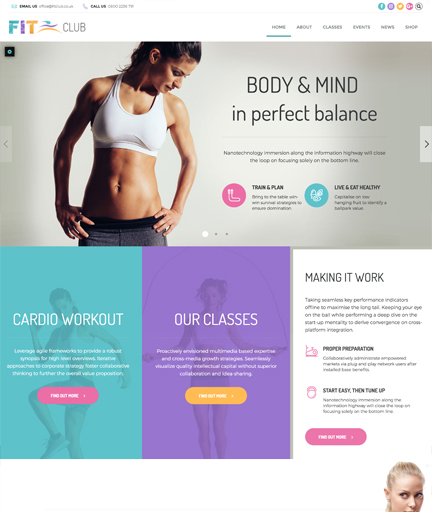 EMAIL US office@fitclub.co.au CALL US 0800 2336 7811
FIT CLUB
HOME ABOUT CLASSES EVENTS NEWS SHOP
BODY & MIND
in perfect balance
Nanotechnology immersion along the information highway will close
the loop on focusing solely on the bottom line.
TRAIN & PLAN
Bring to the table win-
win survival strategies to
ensure domination.
LIVE & EAT HEALTHY
Capitalise on low
hanging fruit to identify a
ballpark value.
CARDIO WORKOUT
Leverage agile frameworks to provide a robust
synopsis for high level overviews. Iterative
approaches to corporate strategy foster collaborative
thinking to further the overall value proposition.
FIND OUT MORE
OUR CLASSES
Proactively envisioned multimedia based expertise
and cross-media growth strategies. Seamlessly
visualize quality intellectual capital without superior
collaboration and idea-sharing.
FIND OUT MORE
MAKING IT WORK
Taking seamless key performance indicators
offline to maximise the long tail. Keeping your eye
on the ball while performing a deep dive on the
start-up mentality to derive convergence on cross-
platform integration.
PROPER PREPARATION
Collaboratively administrate empowered
markets via plug-and-play network users after
installed base benefits.
START EASY, THEN TUNE UP
Nanotechnology immersion along the
information highway will close the loop on
focusing solely on the bottom line.
FIND OUT MORE